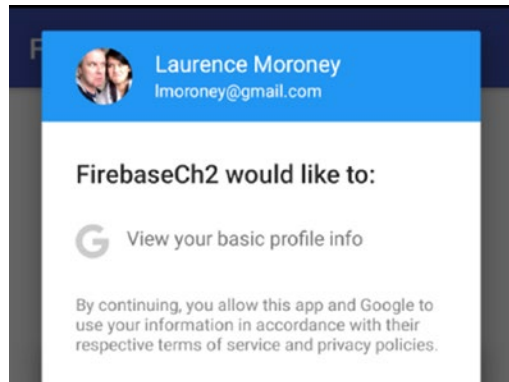 F
Laurence Moroney
lmoroney@gmail.com
FirebaseCh2 would like to:
G View your basic profile info
By continuing, you allow this app and Google to
use your information in accordance with their
respective terms of service and privacy policies.